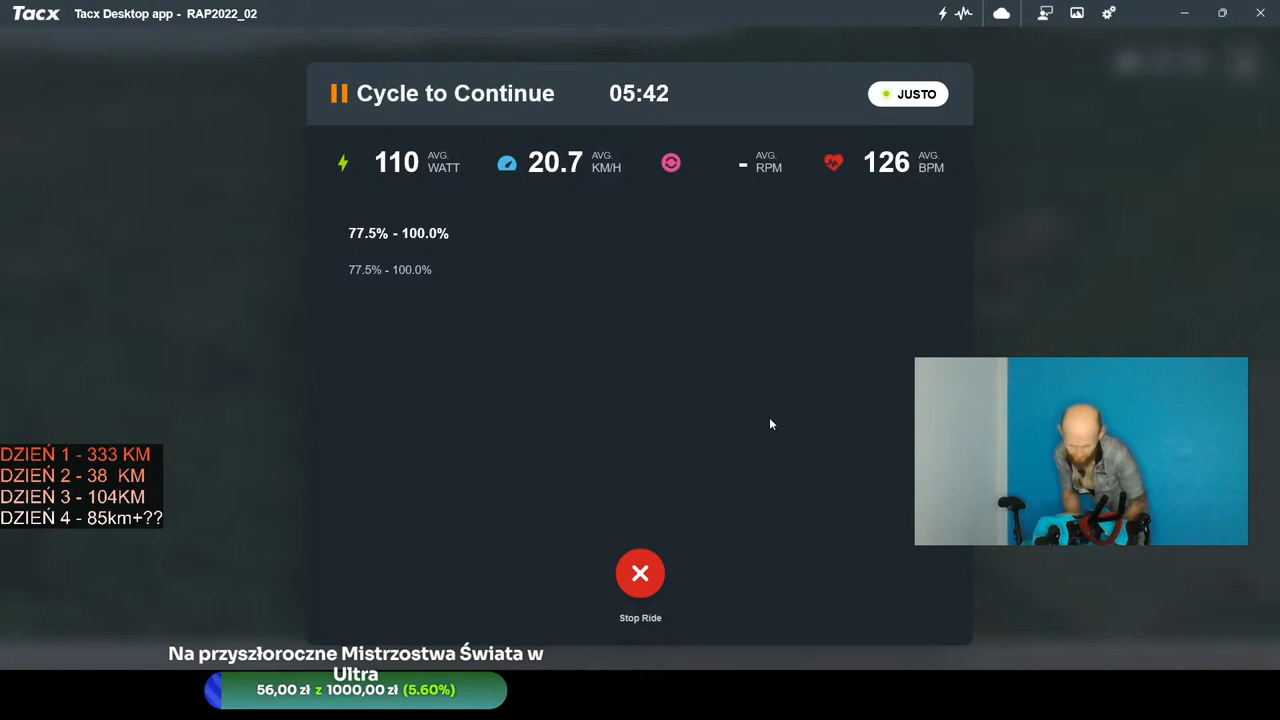 Tacx Tacx Desktop app - RAP2022_02
Cycle to Continue 05:42 JUSTO
110 AVG. WATT 20.7 AVG. KM/H - AVG. RPM 126 AVG. BPM
77.5% - 100.0%
77.5% - 100.0%
DZIEŃ 1 - 333 KM
DZIEŃ 2 - 38 KM
DZIEŃ 3 - 104KM
DZIEŃ 4 - 85km+??
Stop Ride
Na przyszłoroczne Mistrzostwa Świata w
Ultra
56,00 zł z 1000,00 zł (5.60%)